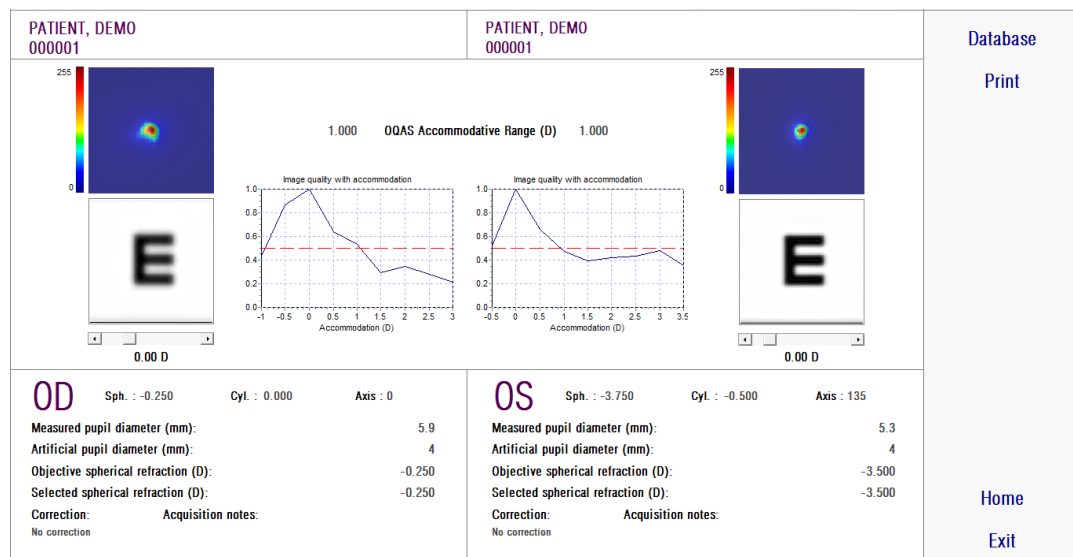 PATIENT, DEMO
000001
PATIENT, DEMO
000001
Database
Print
255
0
1.000 OQAS Accommodative Range (D) 1.000
255
0
Image quality with accommodation
1.0
0.8
0.6
0.4
0.2
0.0
-1 -0.5 0 0.5 1 1.5 2 2.5 3
Accommodation (D)
Image quality with accommodation
1.0
0.8
0.6
0.4
0.2
0.0
-0.5 0 0.5 1 1.5 2 2.5 3 3.5
Accommodation (D)
E
E
0.00 D
0.00 D
OD Sph. : -0.250 Cyl. : 0.000 Axis : 0
Measured pupil diameter (mm): 5.9
Artificial pupil diameter (mm): 4
Objective spherical refraction (D): -0.250
Selected spherical refraction (D): -0.250
Correction: Acquisition notes:
No correction
OS Sph. : -3.750 Cyl. : -0.500 Axis : 135
Measured pupil diameter (mm): 5.3
Artificial pupil diameter (mm): 4
Objective spherical refraction (D): -3.500
Selected spherical refraction (D): -3.500
Correction: Acquisition notes:
No correction
Home
Exit